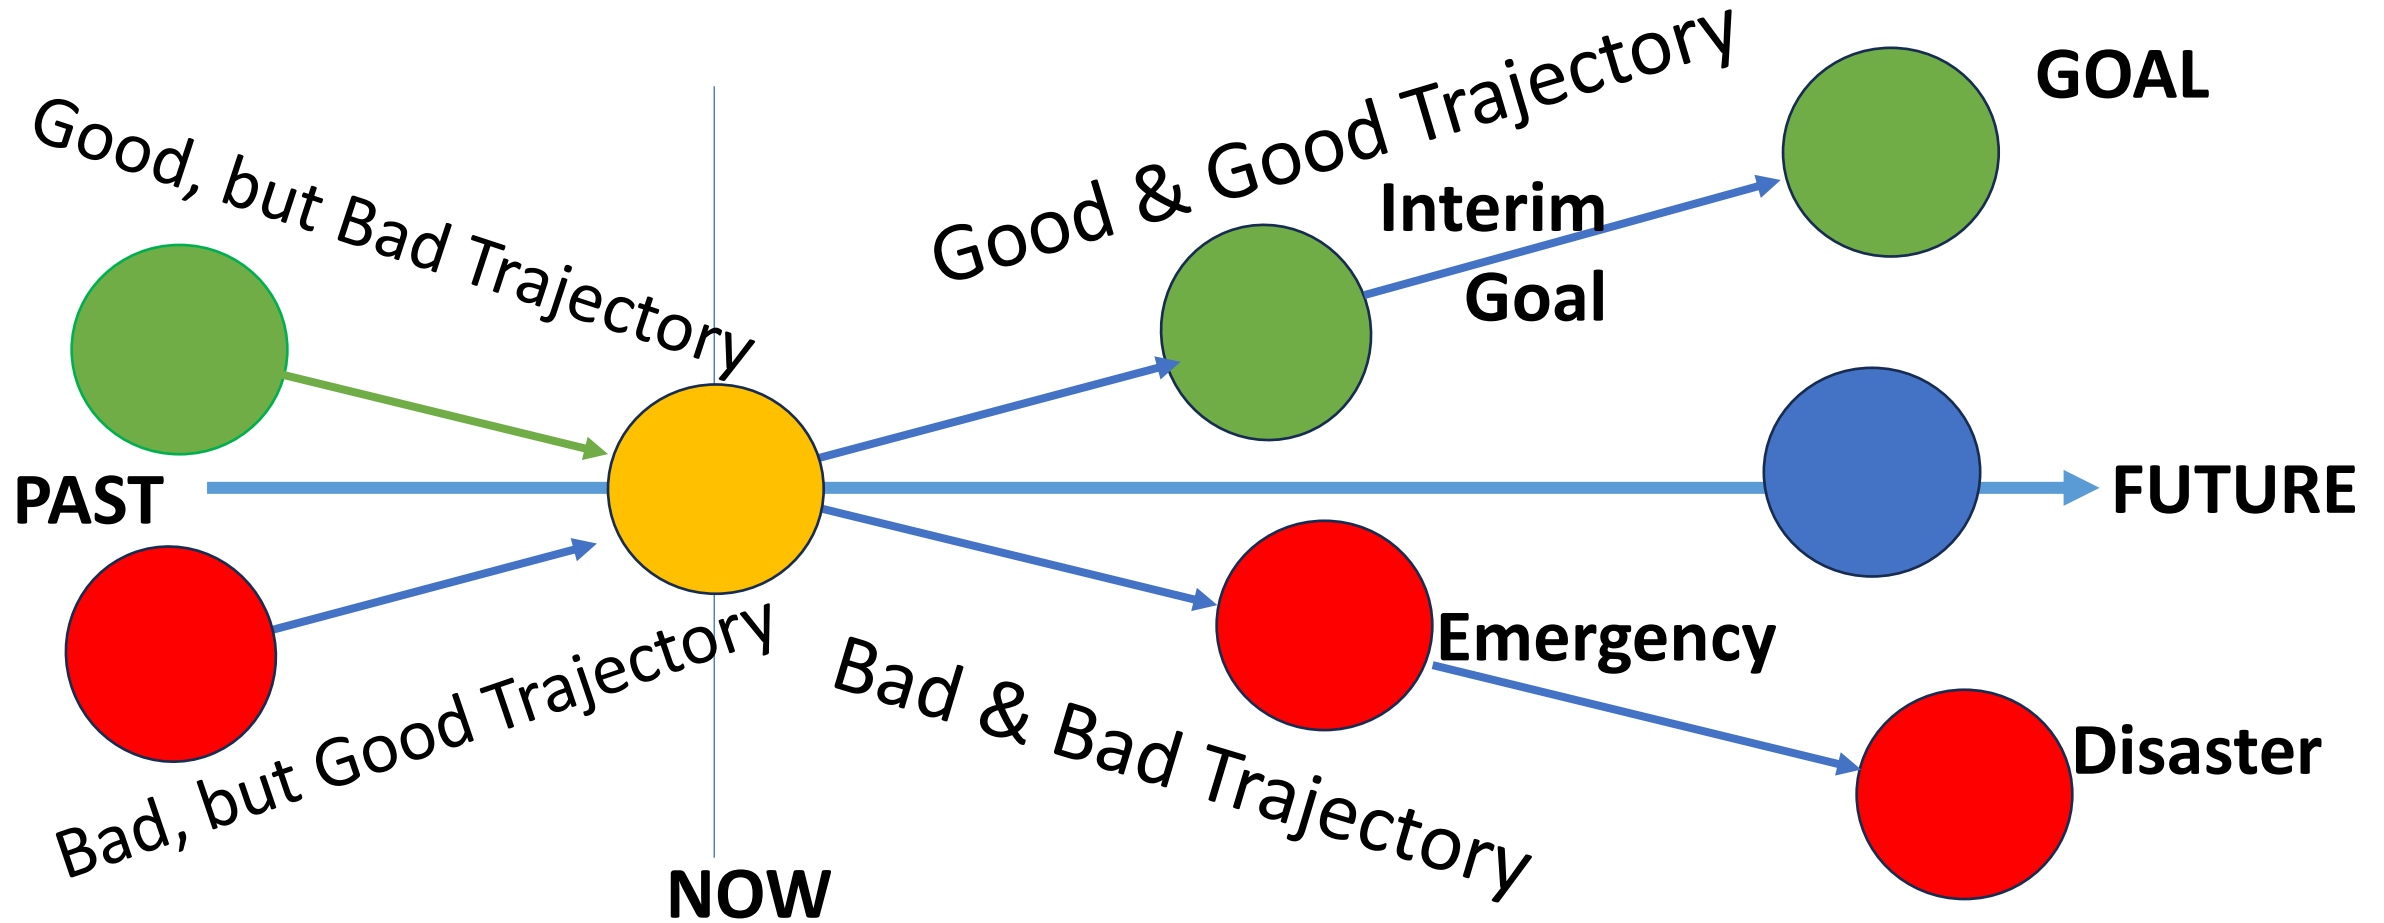 Good, but Bad Trajectory
Good & Good Trajectory
GOAL
Interim
Goal
PAST
FUTURE
Emergency
Bad, but Good Trajectory
Bad & Bad Trajectory
Disaster
NOW